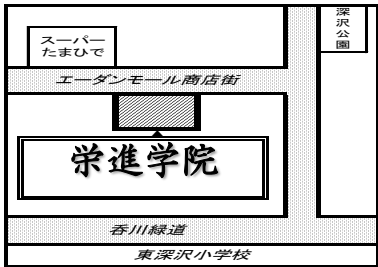 深沢公園
スーパー
たまひで
エーダンモール商店街
栄進学院
呑川緑道
東深沢小学校